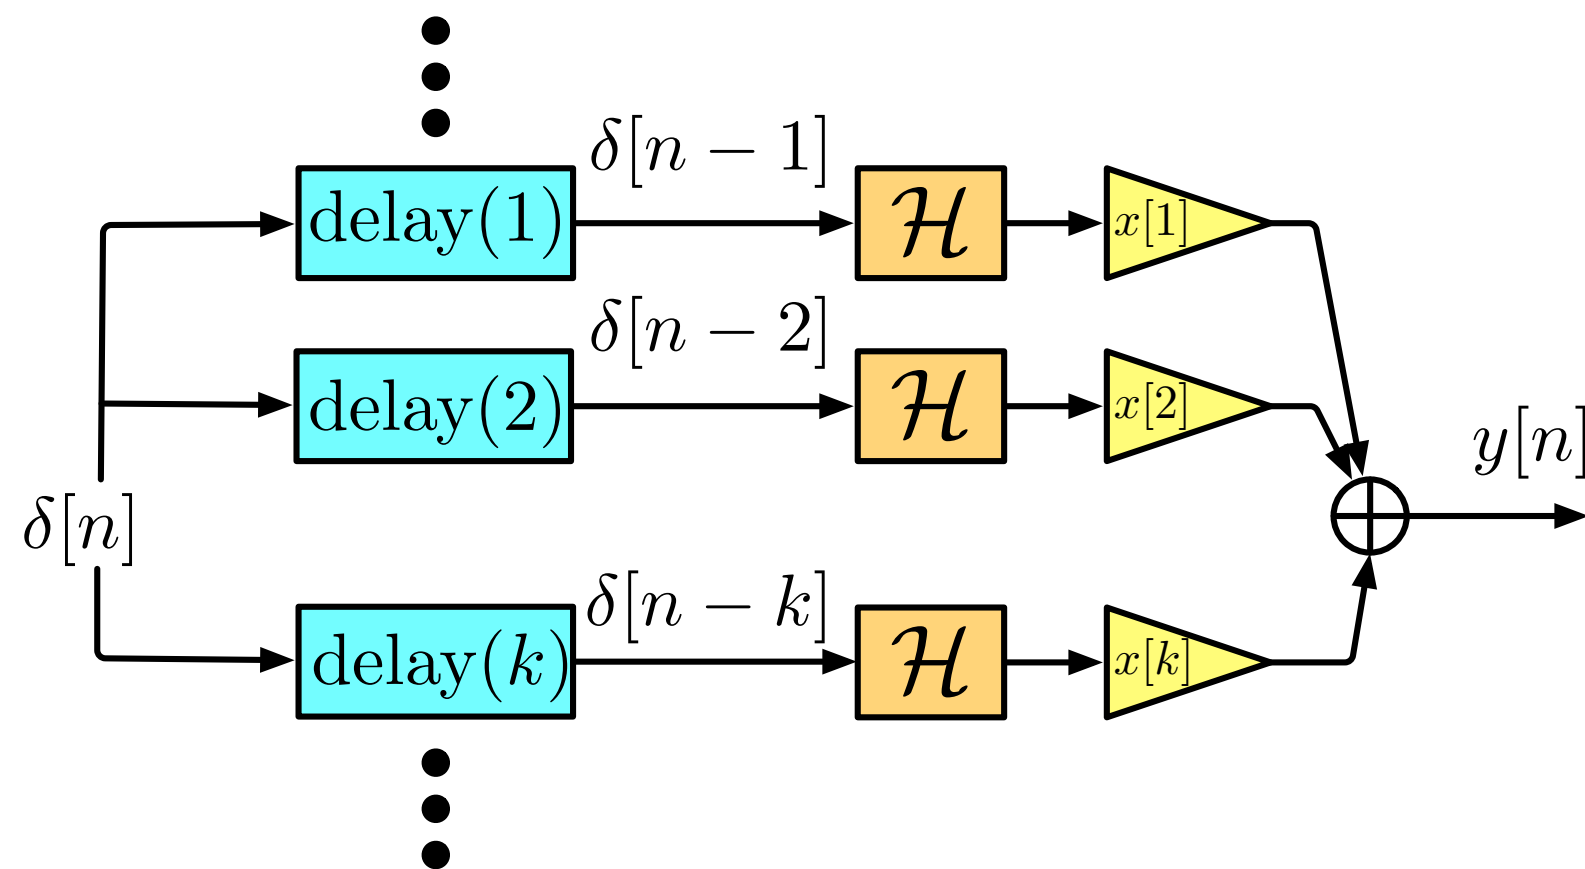 δ[n − 1]
delay(1)
ℋ
x[1]
δ[n − 2]
delay(2)
ℋ
x[2]
y[n]
δ[n]
δ[n − k]
delay(k)
ℋ
x[k]